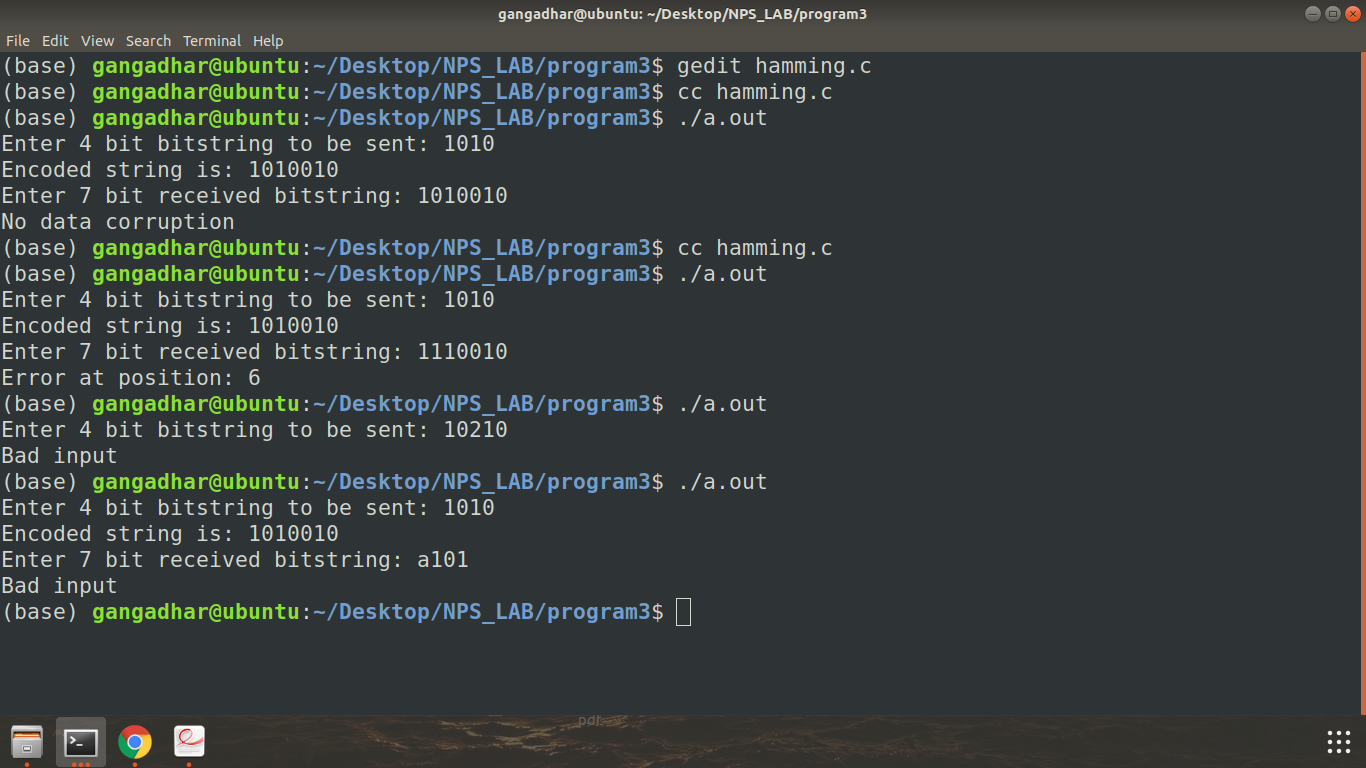 gangadhar@ubuntu: ~/Desktop/NPS_LAB/program3
File Edit View Search Terminal Help
(base) gangadhar@ubuntu:~/Desktop/NPS_LAB/program3$ gedit hamming.c
(base) gangadhar@ubuntu:~/Desktop/NPS_LAB/program3$ cc hamming.c
(base) gangadhar@ubuntu:~/Desktop/NPS_LAB/program3$ ./a.out
Enter 4 bit bitstring to be sent: 1010
Encoded string is: 1010010
Enter 7 bit received bitstring: 1010010
No data corruption
(base) gangadhar@ubuntu:~/Desktop/NPS_LAB/program3$ cc hamming.c
(base) gangadhar@ubuntu:~/Desktop/NPS_LAB/program3$ ./a.out
Enter 4 bit bitstring to be sent: 1010
Encoded string is: 1010010
Enter 7 bit received bitstring: 1110010
Error at position: 6
(base) gangadhar@ubuntu:~/Desktop/NPS_LAB/program3$ ./a.out
Enter 4 bit bitstring to be sent: 10210
Bad input
(base) gangadhar@ubuntu:~/Desktop/NPS_LAB/program3$ ./a.out
Enter 4 bit bitstring to be sent: 1010
Encoded string is: 1010010
Enter 7 bit received bitstring: a101
Bad input
(base) gangadhar@ubuntu:~/Desktop/NPS_LAB/program3$